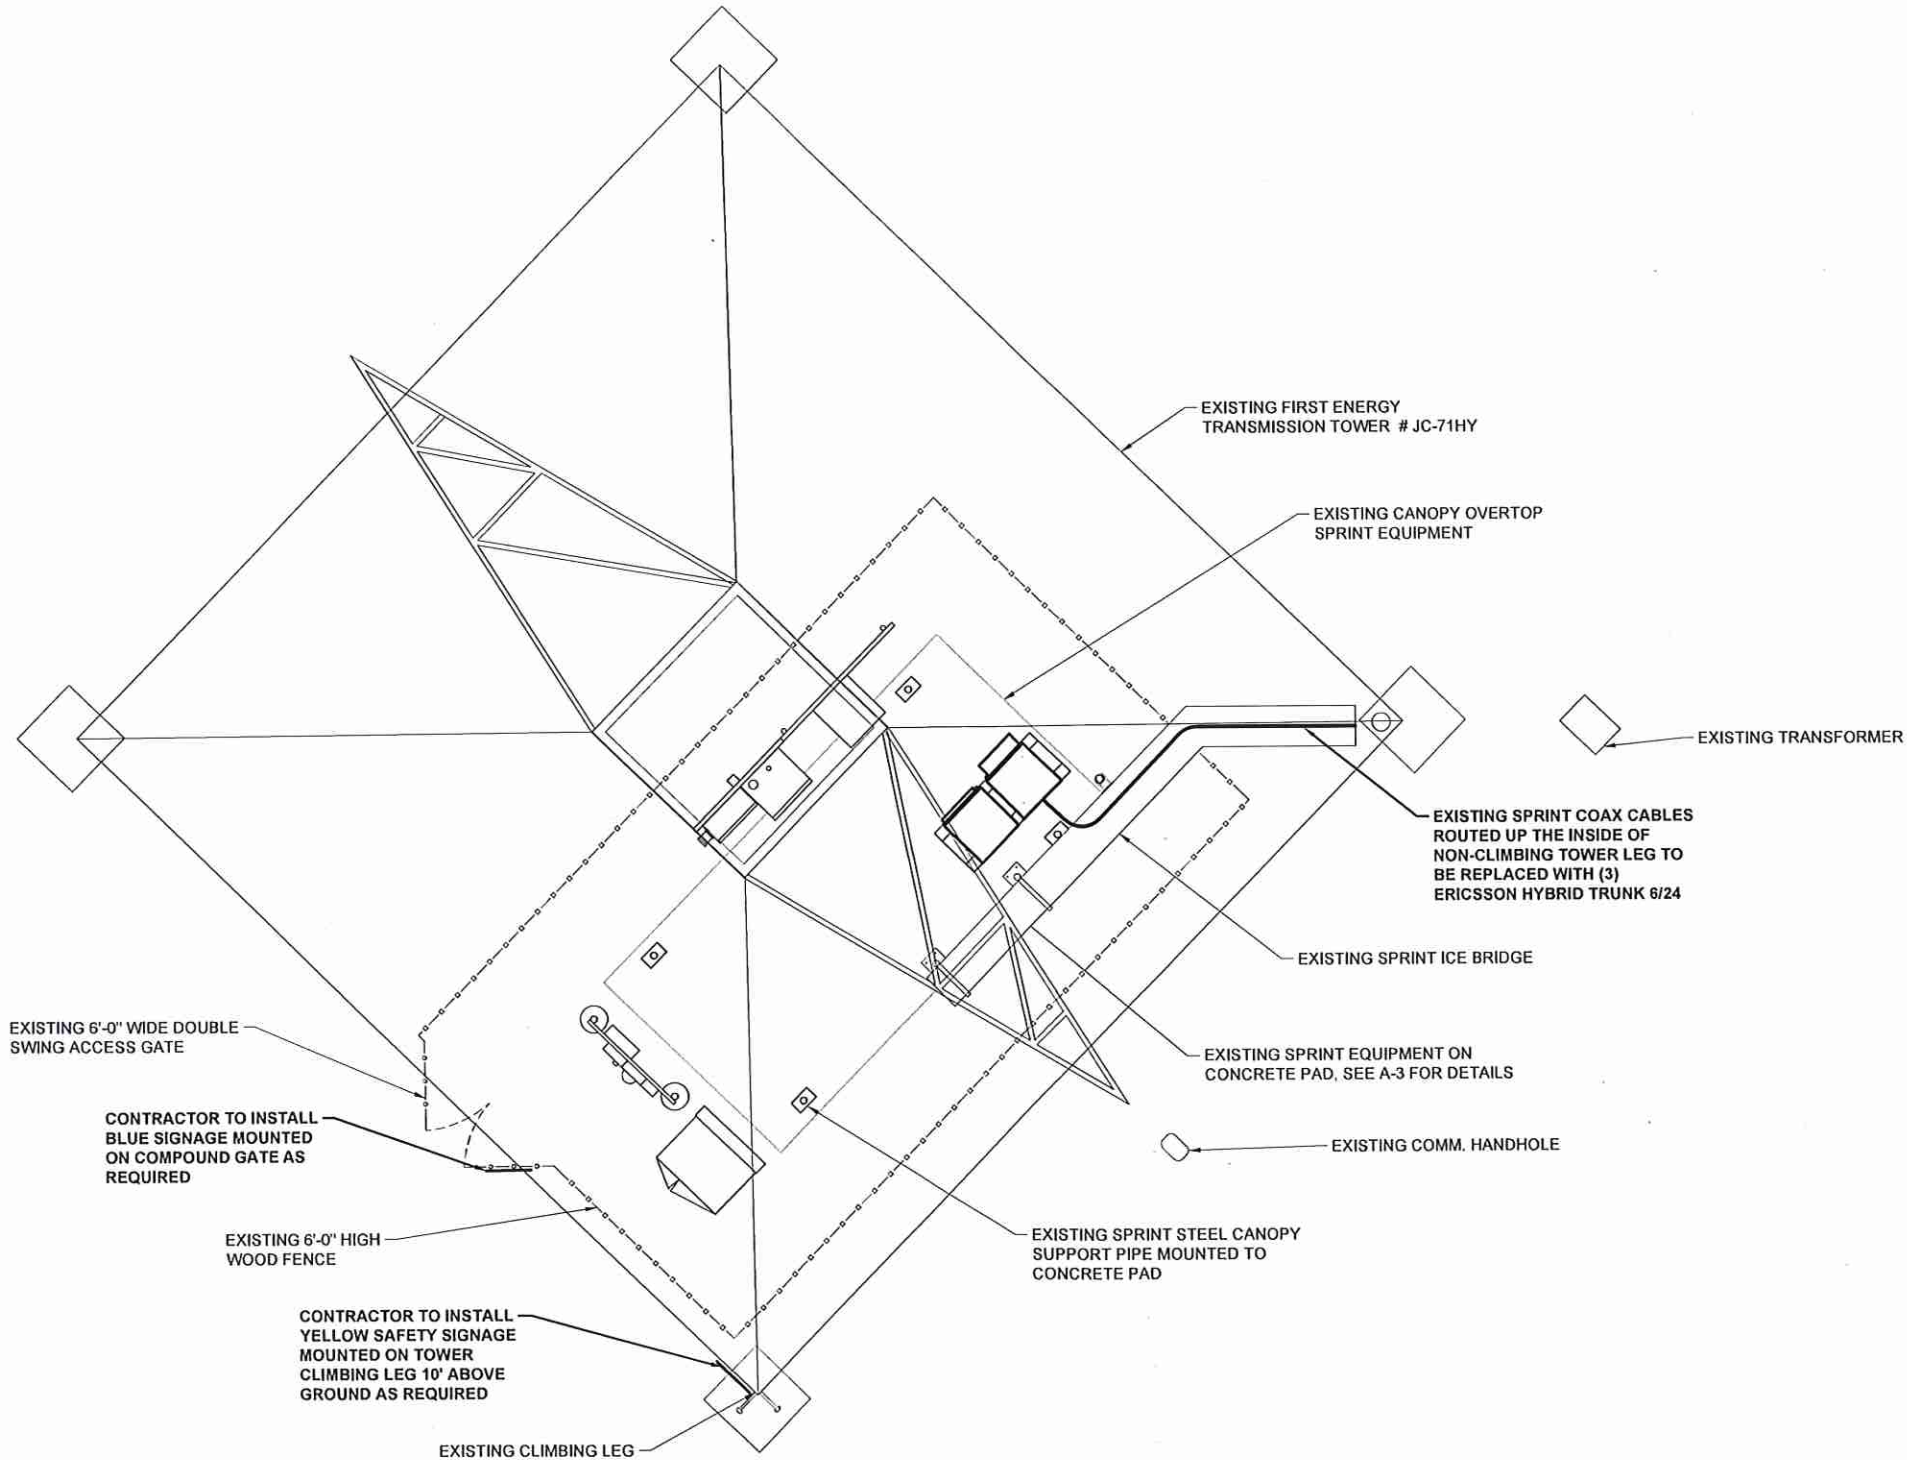 EXISTING FIRST ENERGY
TRANSMISSION TOWER # JC-71HY
EXISTING CANOPY OVERTOP
SPRINT EQUIPMENT
EXISTING TRANSFORMER
EXISTING SPRINT COAX CABLES
ROUTED UP THE INSIDE OF
NON-CLIMBING TOWER LEG TO
BE REPLACED WITH (3)
ERICSSON HYBRID TRUNK 6/24
EXISTING SPRINT ICE BRIDGE
EXISTING 6'-0" WIDE DOUBLE
SWING ACCESS GATE
EXISTING SPRINT EQUIPMENT ON
CONCRETE PAD, SEE A-3 FOR DETAILS
CONTRACTOR TO INSTALL
BLUE SIGNAGE MOUNTED
ON COMPOUND GATE AS
REQUIRED
EXISTING COMM. HANDHOLE
EXISTING 6'-0" HIGH
WOOD FENCE
EXISTING SPRINT STEEL CANOPY
SUPPORT PIPE MOUNTED TO
CONCRETE PAD
CONTRACTOR TO INSTALL
YELLOW SAFETY SIGNAGE
MOUNTED ON TOWER
CLIMBING LEG 10' ABOVE
GROUND AS REQUIRED
EXISTING CLIMBING LEG